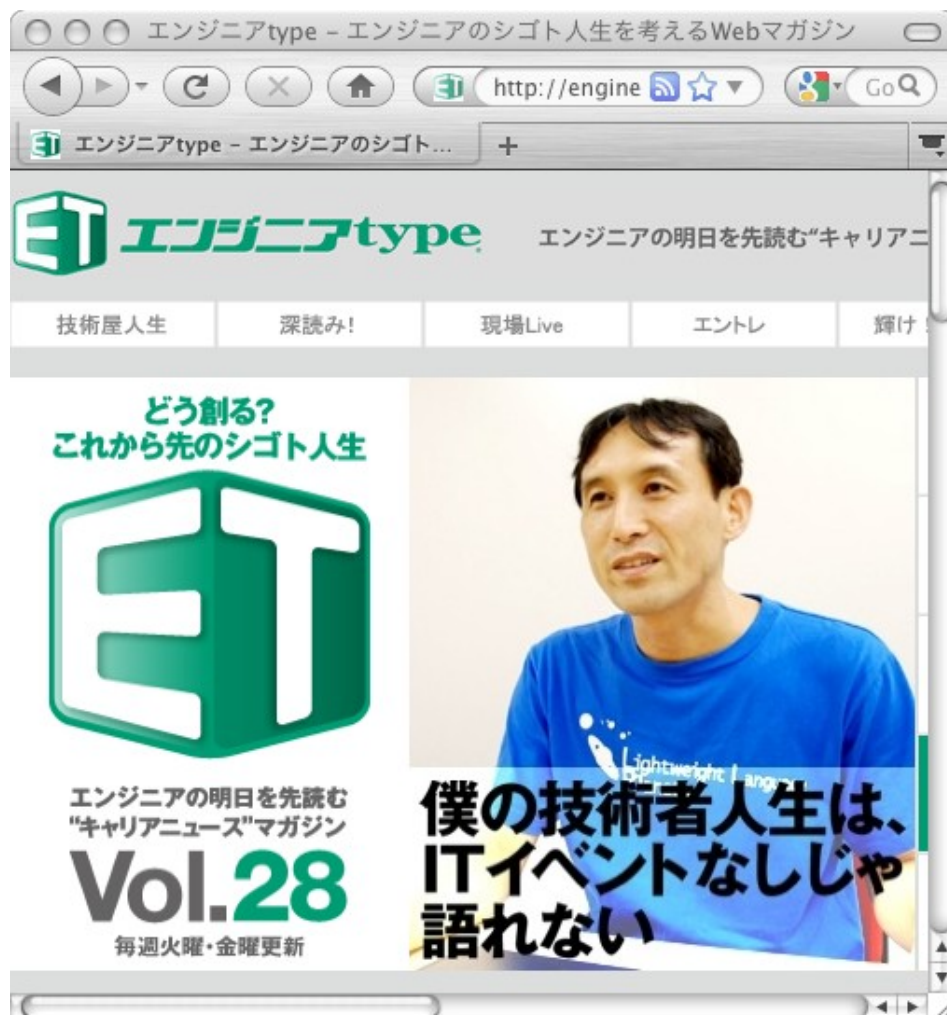 エンジニアtype – エンジニアのシゴト人生を考えるWebマガジン
http://engine
Go
エンジニアtype – エンジニアのシゴト...
ET エンジニアtype
エンジニアの明日を先読む“キャリアニ
技術屋人生
深読み!
現場Live
エントレ
輝け!
どう創る?
これから先のシゴト人生
ET
エンジニアの明日を先読む
“キャリアニュース”マガジン
Vol.28
毎週火曜・金曜更新
Lightweight Language
僕の技術者人生は、
ITイベントなしじゃ
語れない